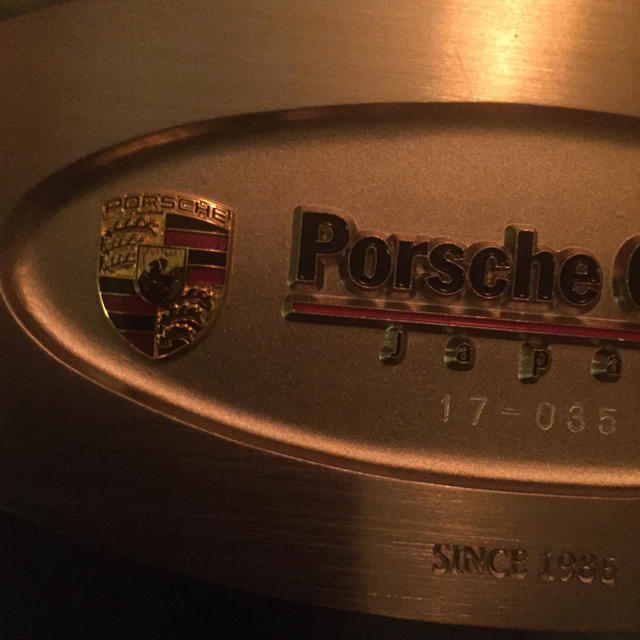 PORSCHE
Porsche C
Japa
17-035
SINCE 1986